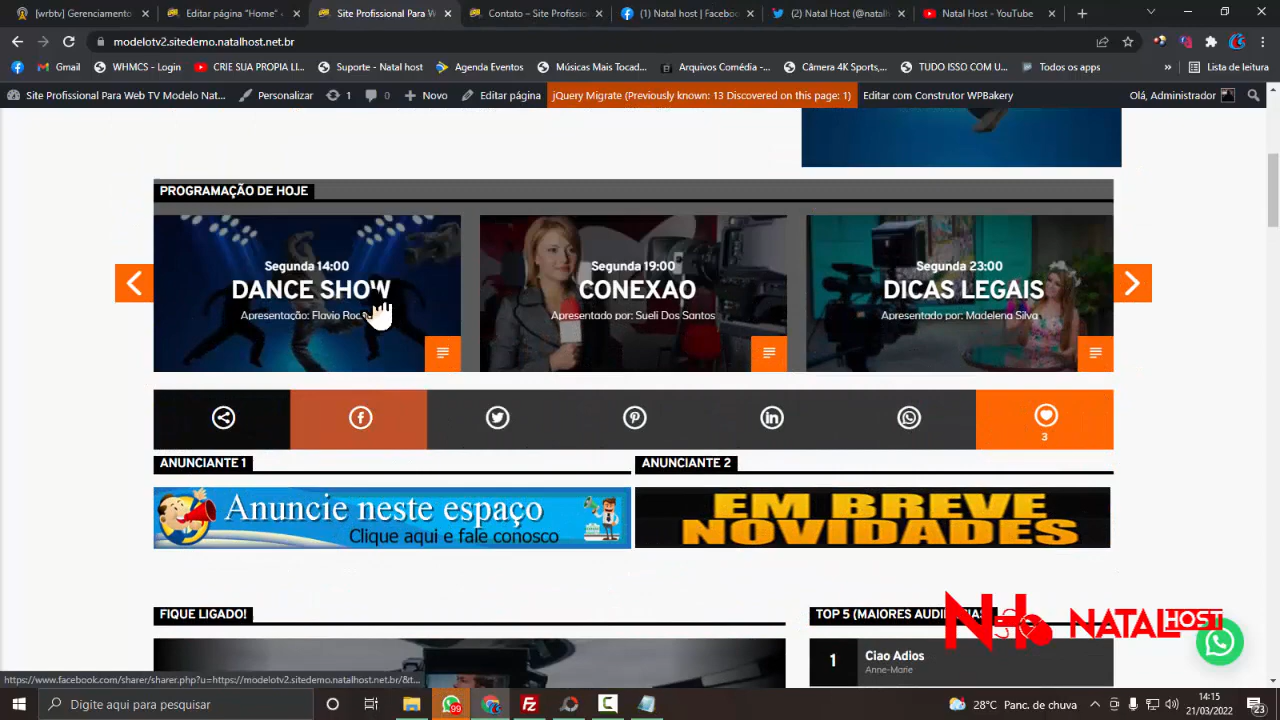 (wrbtv) Gerenciamento
Editar página "Home"
Site Profissional Para W
Contato – Site Profissio
(1) Natal host | Facebo
(2) Natal Host (@natalh
Natal Host - YouTube
modelotv2.sitedemo.natalhost.net.br
Gmail
WHMCS - Login
CRIE SUA PROPIA LI...
Suporte - Natal host
Agenda Eventos
Músicas Mais Tocad...
Arquivos Comédia -...
Câmera 4K Sports,...
TUDO ISSO COM U...
Todos os apps
»
Lista de leitura
Site Profissional Para Web TV Modelo Nat...
Personalizar
1
0
Novo
Editar página
jQuery Migrate (Previously known: 13 Discovered on this page: 1)
Editar com Construtor WPBakery
Olá, Administrador
PROGRAMAÇÃO DE HOJE
Segunda 14:00
DANCE SHOW
Apresentação: Flavio
Segunda 19:00
CONEXAO
Apresentado por: Sueli Dos Santos
Segunda 23:00
DICAS LEGAIS
Apresentado por: Madelena Silva
3
ANUNCIANTE 1
ANUNCIANTE 2
Anuncie neste espaço
Clique aqui e fale conosco
EM BREVE
NOVIDADES
FIQUE LIGADO!
TOP 5 (MAIORES AUDIÊNCIAS
NATAL HOST
1
Ciao Adios
Anne-Marie
https://www.facebook.com/sharer/sharer.php?u=https://modelotv2.sitedemo.natalhost.net.br/&t...
Digite aqui para pesquisar
99
28°C Panc. de chuva
14:15
21/03/2022
23